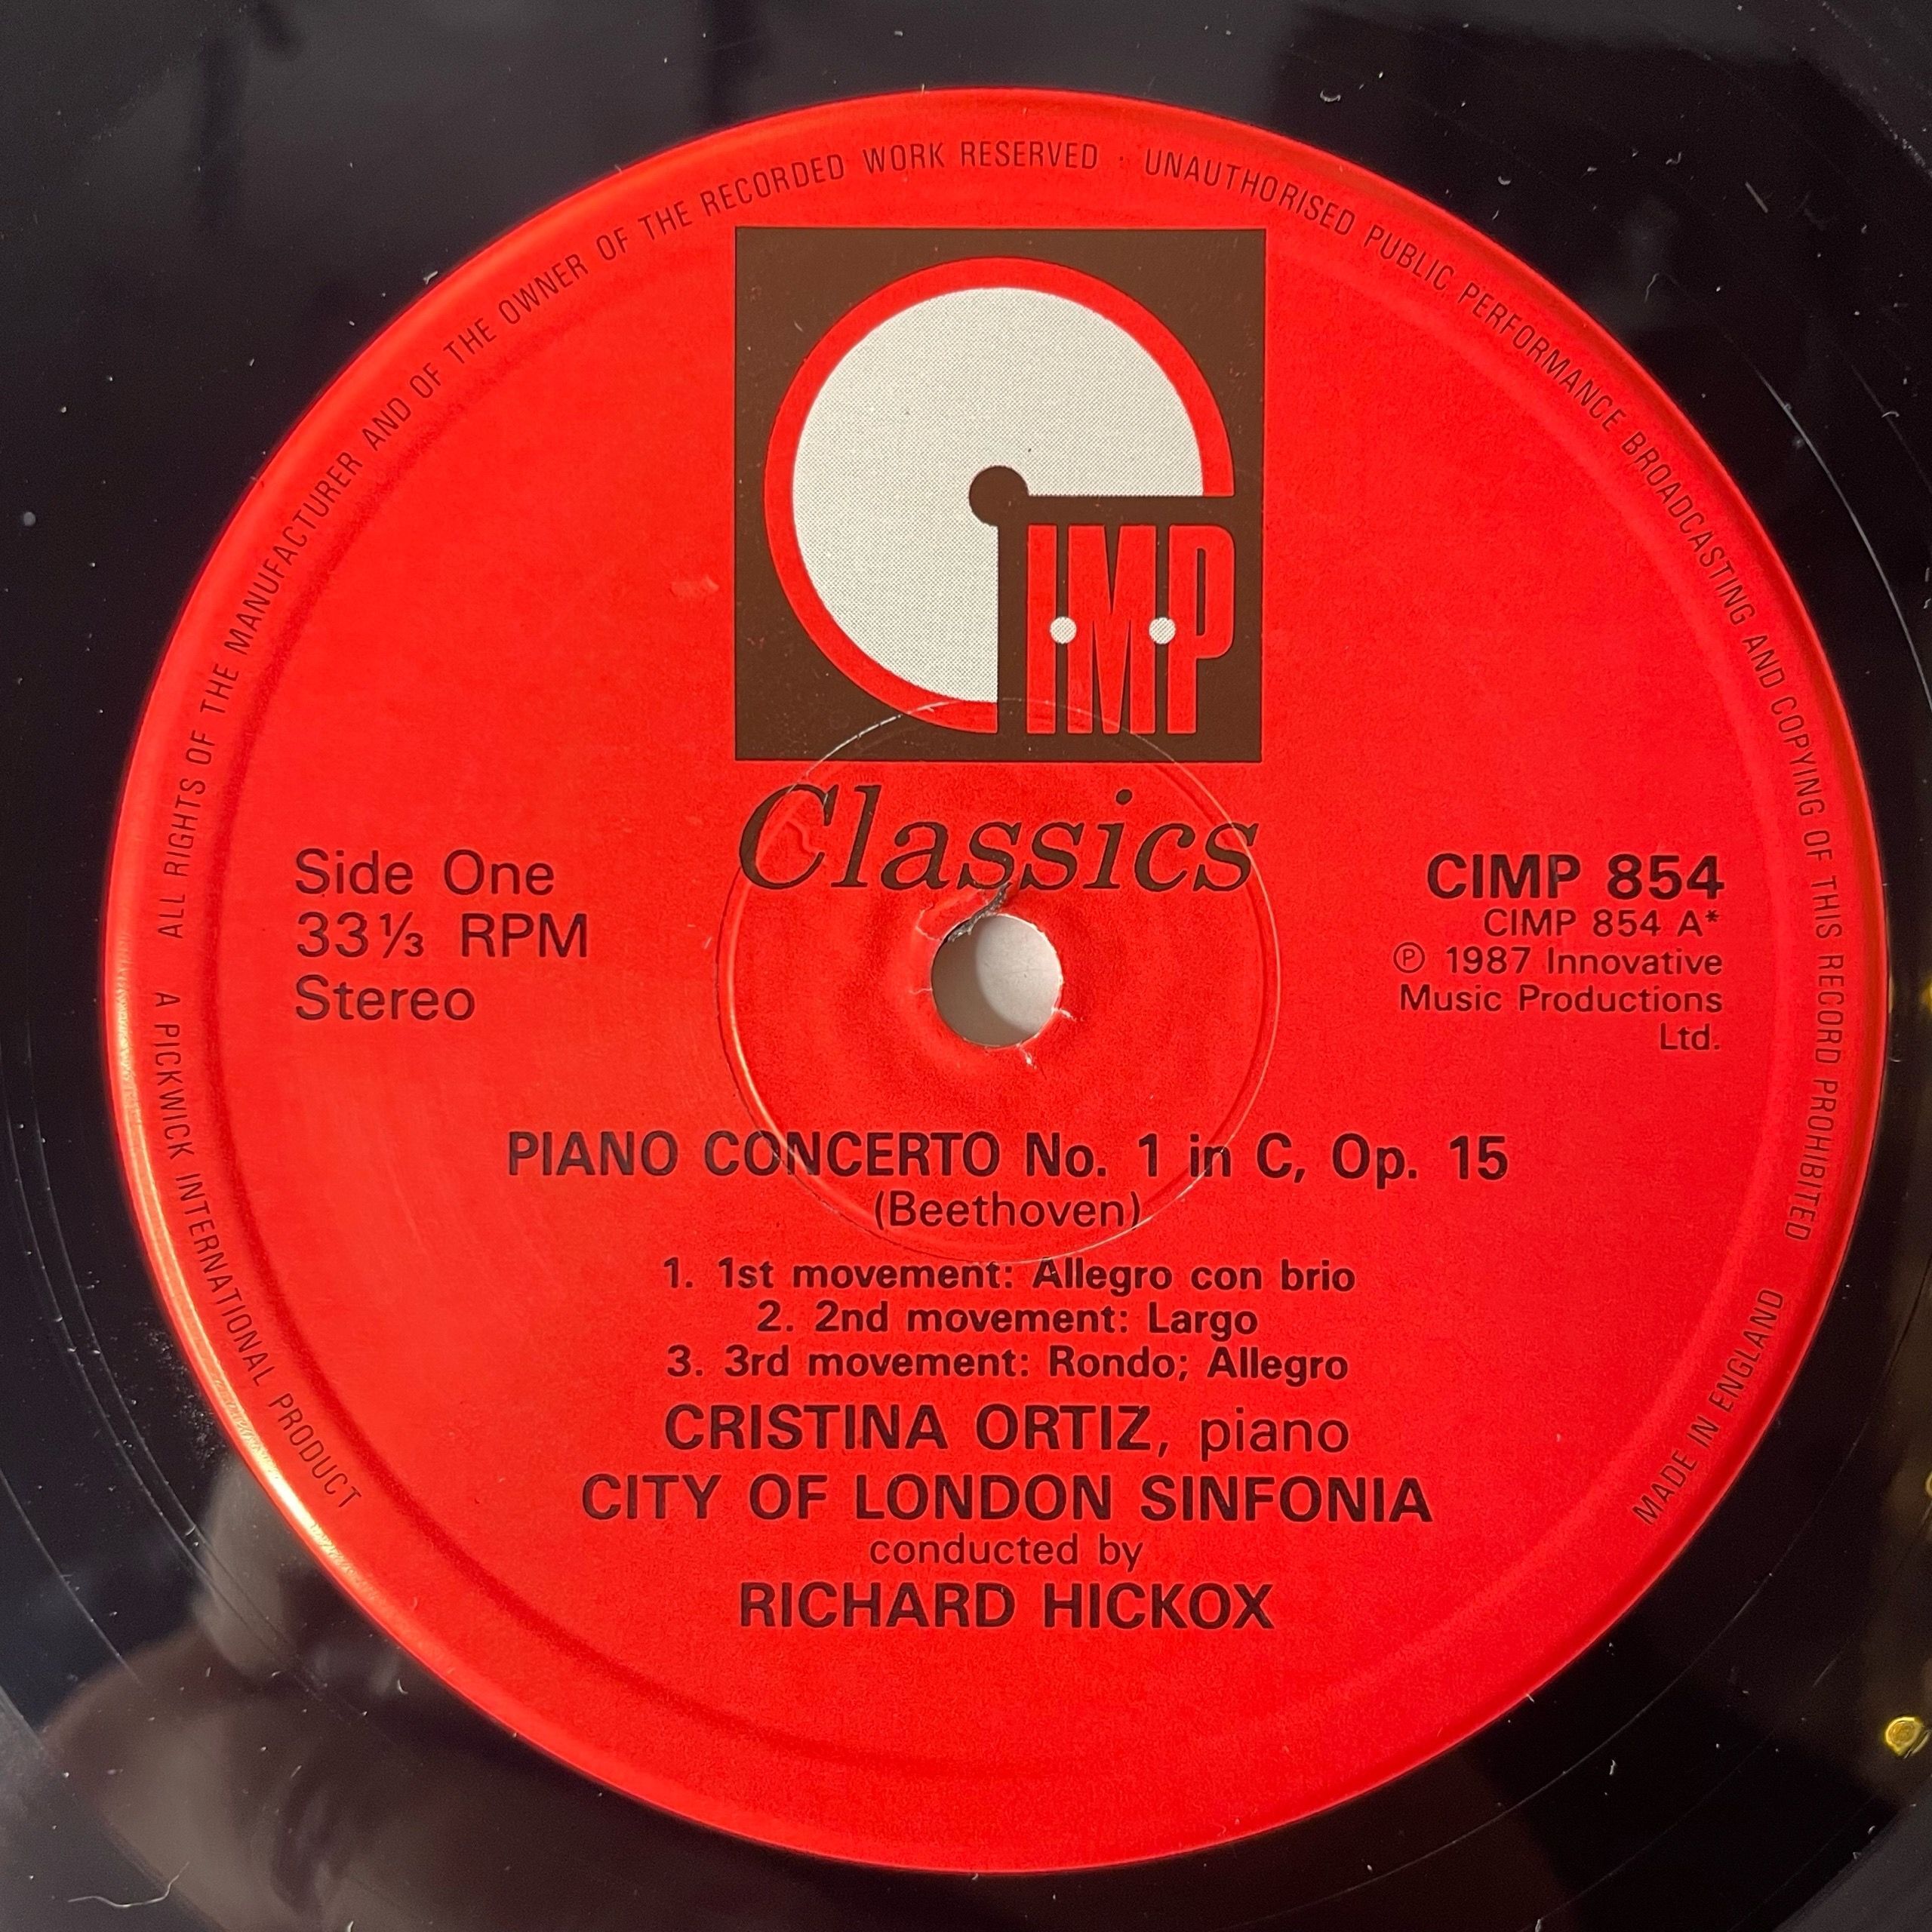 ALL RIGHTS OF THE MANUFACTURER AND OF THE OWNER OF THE RECORDED WORK RESERVED · UNAUTHORISED PUBLIC PERFORMANCE BROADCASTING AND COPYING OF THIS RECORD PROHIBITED
IMP
Classics
Side One
33⅓ RPM
Stereo
CIMP 854
CIMP 854 A*
℗ 1987 Innovative
Music Productions
Ltd.
PIANO CONCERTO No. 1 in C, Op. 15
(Beethoven)
1. 1st movement: Allegro con brio
2. 2nd movement: Largo
3. 3rd movement: Rondo; Allegro
CRISTINA ORTIZ, piano
CITY OF LONDON SINFONIA
conducted by
RICHARD HICKOX
A PICKWICK INTERNATIONAL PRODUCT
MADE IN ENGLAND